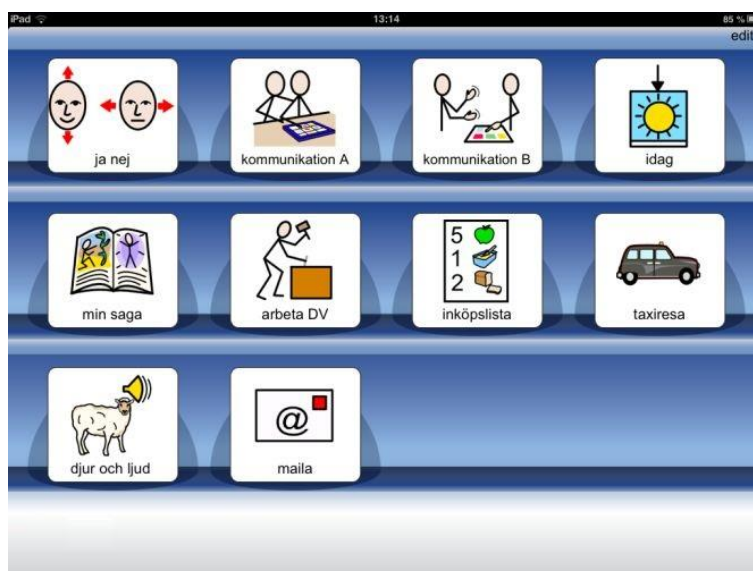 iPad 13:14 85 %
edit
ja nej kommunikation A kommunikation B idag
min saga arbeta DV 5 1 2 inköpslista taxiresa
djur och ljud @ maila